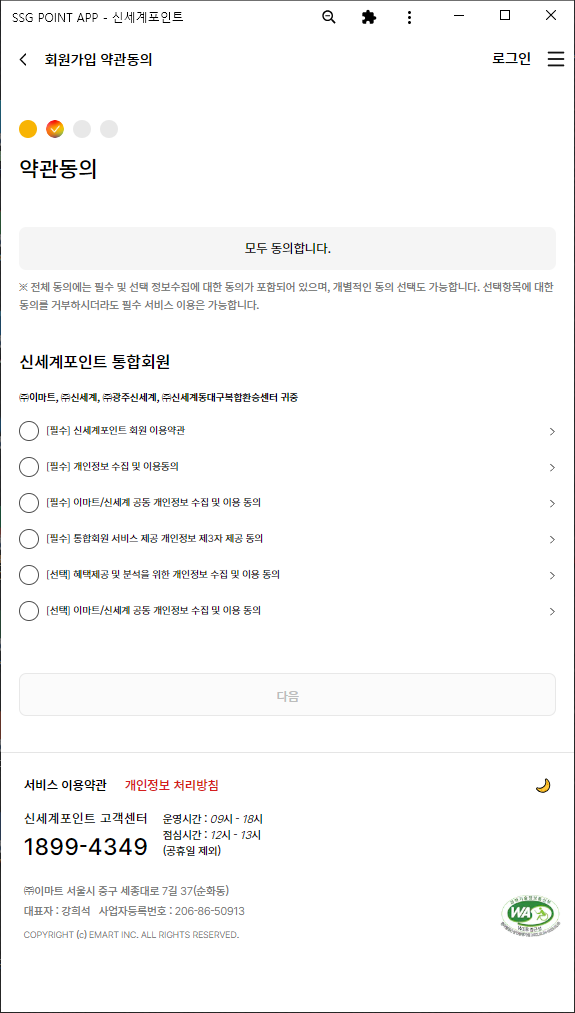 SSG POINT APP - 신세계포인트
회원가입 약관동의
로그인
약관동의
모두 동의합니다.
※ 전체 동의에는 필수 및 선택 정보수집에 대한 동의가 포함되어 있으며, 개별적인 동의 선택도 가능합니다. 선택항목에 대한
동의를 거부하시더라도 필수 서비스 이용은 가능합니다.
신세계포인트 통합회원
㈜이마트, ㈜신세계, ㈜광주신세계, ㈜신세계동대구복합환승센터 귀중
[필수] 신세계포인트 회원 이용약관
[필수] 개인정보 수집 및 이용동의
[필수] 이마트/신세계 공동 개인정보 수집 및 이용 동의
[필수] 통합회원 서비스 제공 개인정보 제3자 제공 동의
[선택] 혜택제공 및 분석을 위한 개인정보 수집 및 이용 동의
[선택] 이마트/신세계 공동 개인정보 수집 및 이용 동의
다음
서비스 이용약관 개인정보 처리방침
신세계포인트 고객센터
1899-4349
운영시간 : 09시 - 18시
점심시간 : 12시 - 13시
(공휴일 제외)
㈜이마트 서울시 중구 세종대로 7길 37(순화동)
대표자 : 강희석 사업자등록번호 : 206-86-50913
COPYRIGHT (c) EMART INC. ALL RIGHTS RESERVED.
WA
WEB 접근성